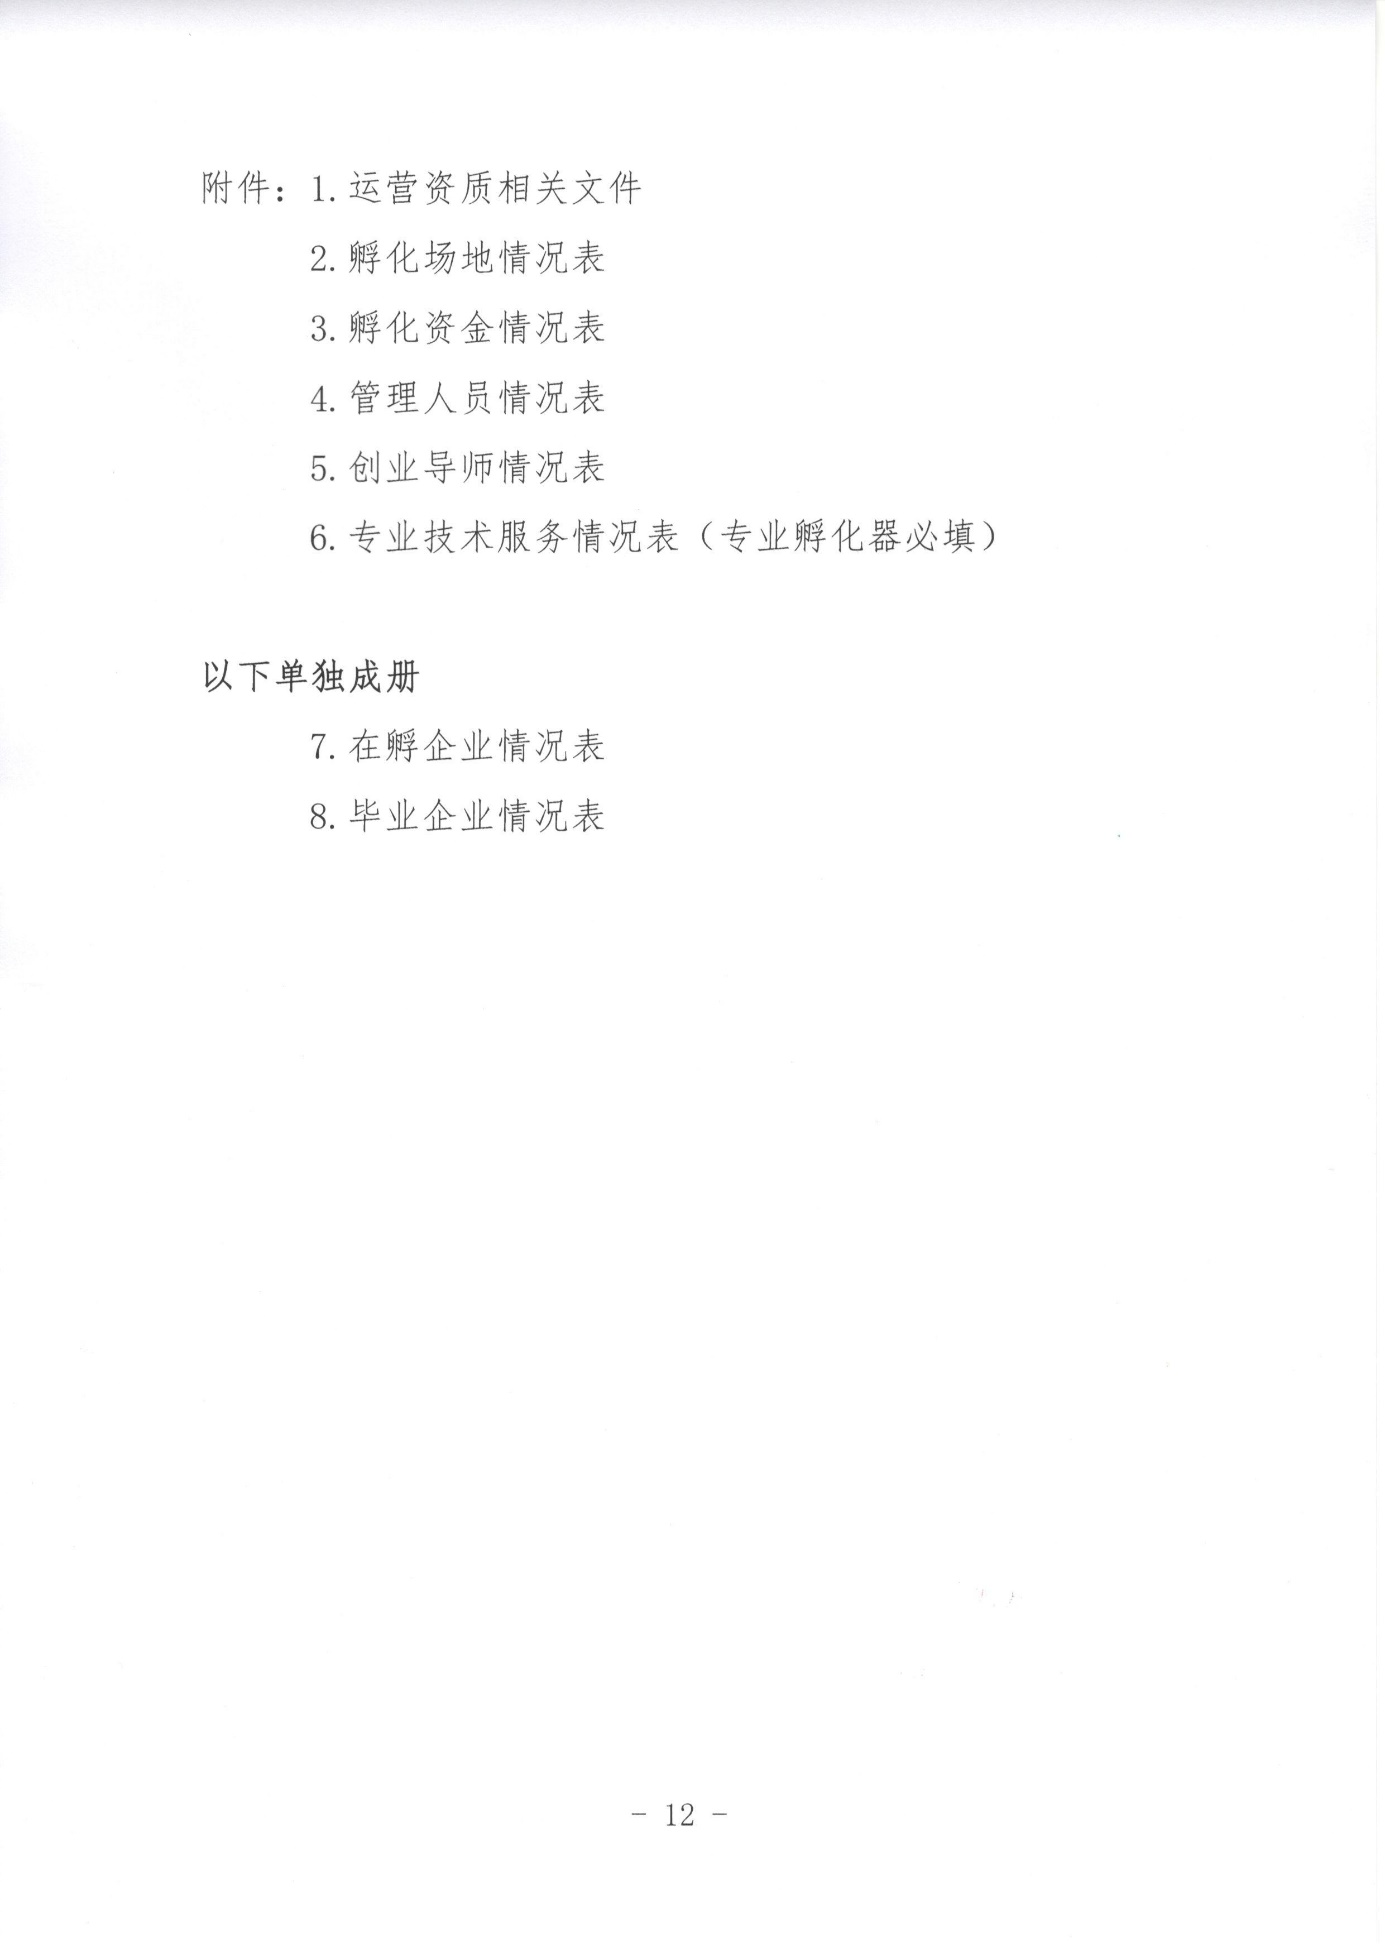 附件：1.运营资质相关文件
2.孵化场地情况表
3.孵化资金情况表
4.管理人员情况表
5.创业导师情况表
6.专业技术服务情况表（专业孵化器必填）
以下单独成册
7.在孵企业情况表
8.毕业企业情况表
- 12 -